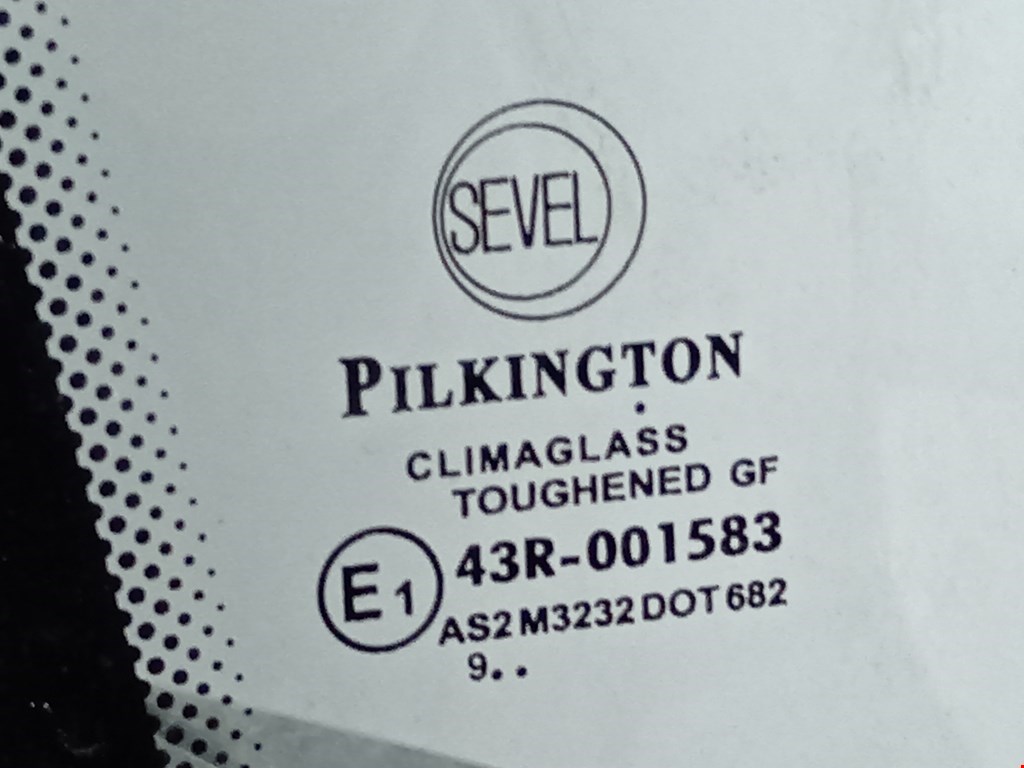 SEVEL
PILKINGTON
CLIMAGLASS
TOUGHENED GF
E1 43R-001583
AS2 M3232 DOT 682
9..